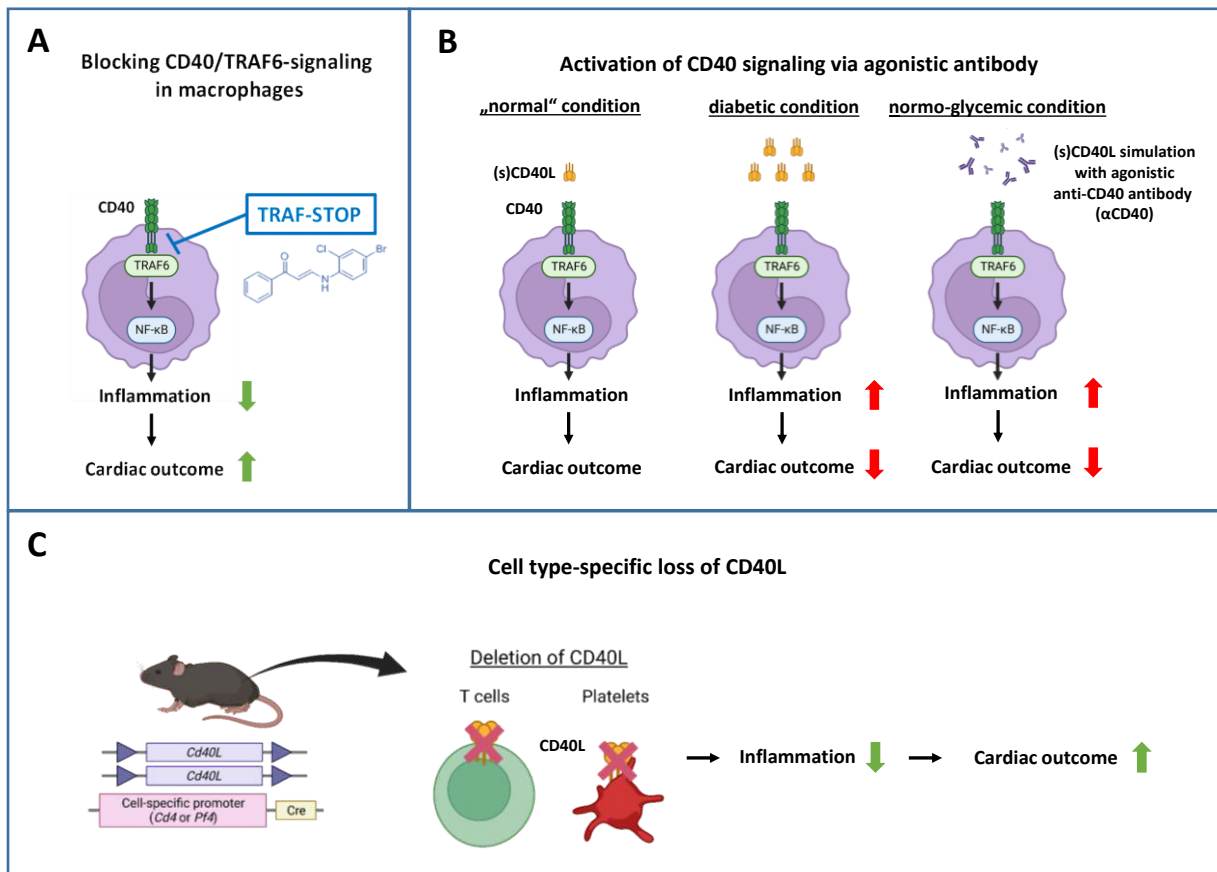 A
Blocking CD40/TRAF6-signaling
in macrophages
CD40
TRAF-STOP
TRAF6
O
Cl
Br
N
H
NF-κB
Inflammation
Cardiac outcome
B
Activation of CD40 signaling via agonistic antibody
„normal“ condition
diabetic condition
normo-glycemic condition
(s)CD40L
(s)CD40L simulation
with agonistic
anti-CD40 antibody
(αCD40)
CD40
TRAF6
TRAF6
TRAF6
NF-κB
NF-κB
NF-κB
Inflammation
Inflammation
Inflammation
Cardiac outcome
Cardiac outcome
Cardiac outcome
C
Cell type-specific loss of CD40L
Deletion of CD40L
T cells
Platelets
CD40L
Cd40L
Cd40L
Cell-specific promoter
(Cd4 or Pf4)
Cre
Inflammation
Cardiac outcome